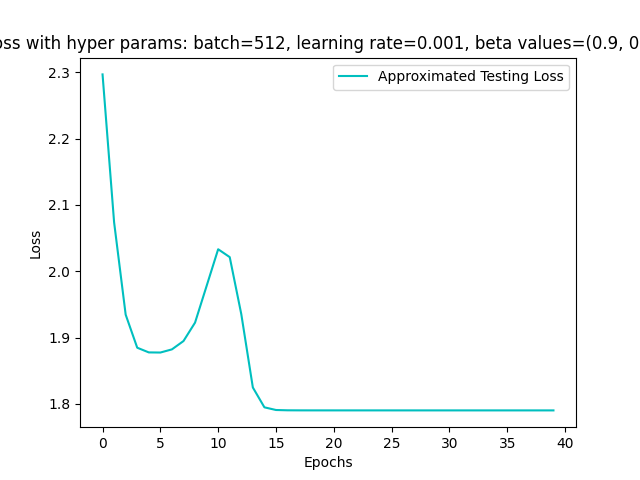 oss with hyper params: batch=512, learning rate=0.001, beta values=(0.9, 0
Approximated Testing Loss
2.3
2.2
2.1
2.0
1.9
1.8
Loss
0 5 10 15 20 25 30 35 40
Epochs